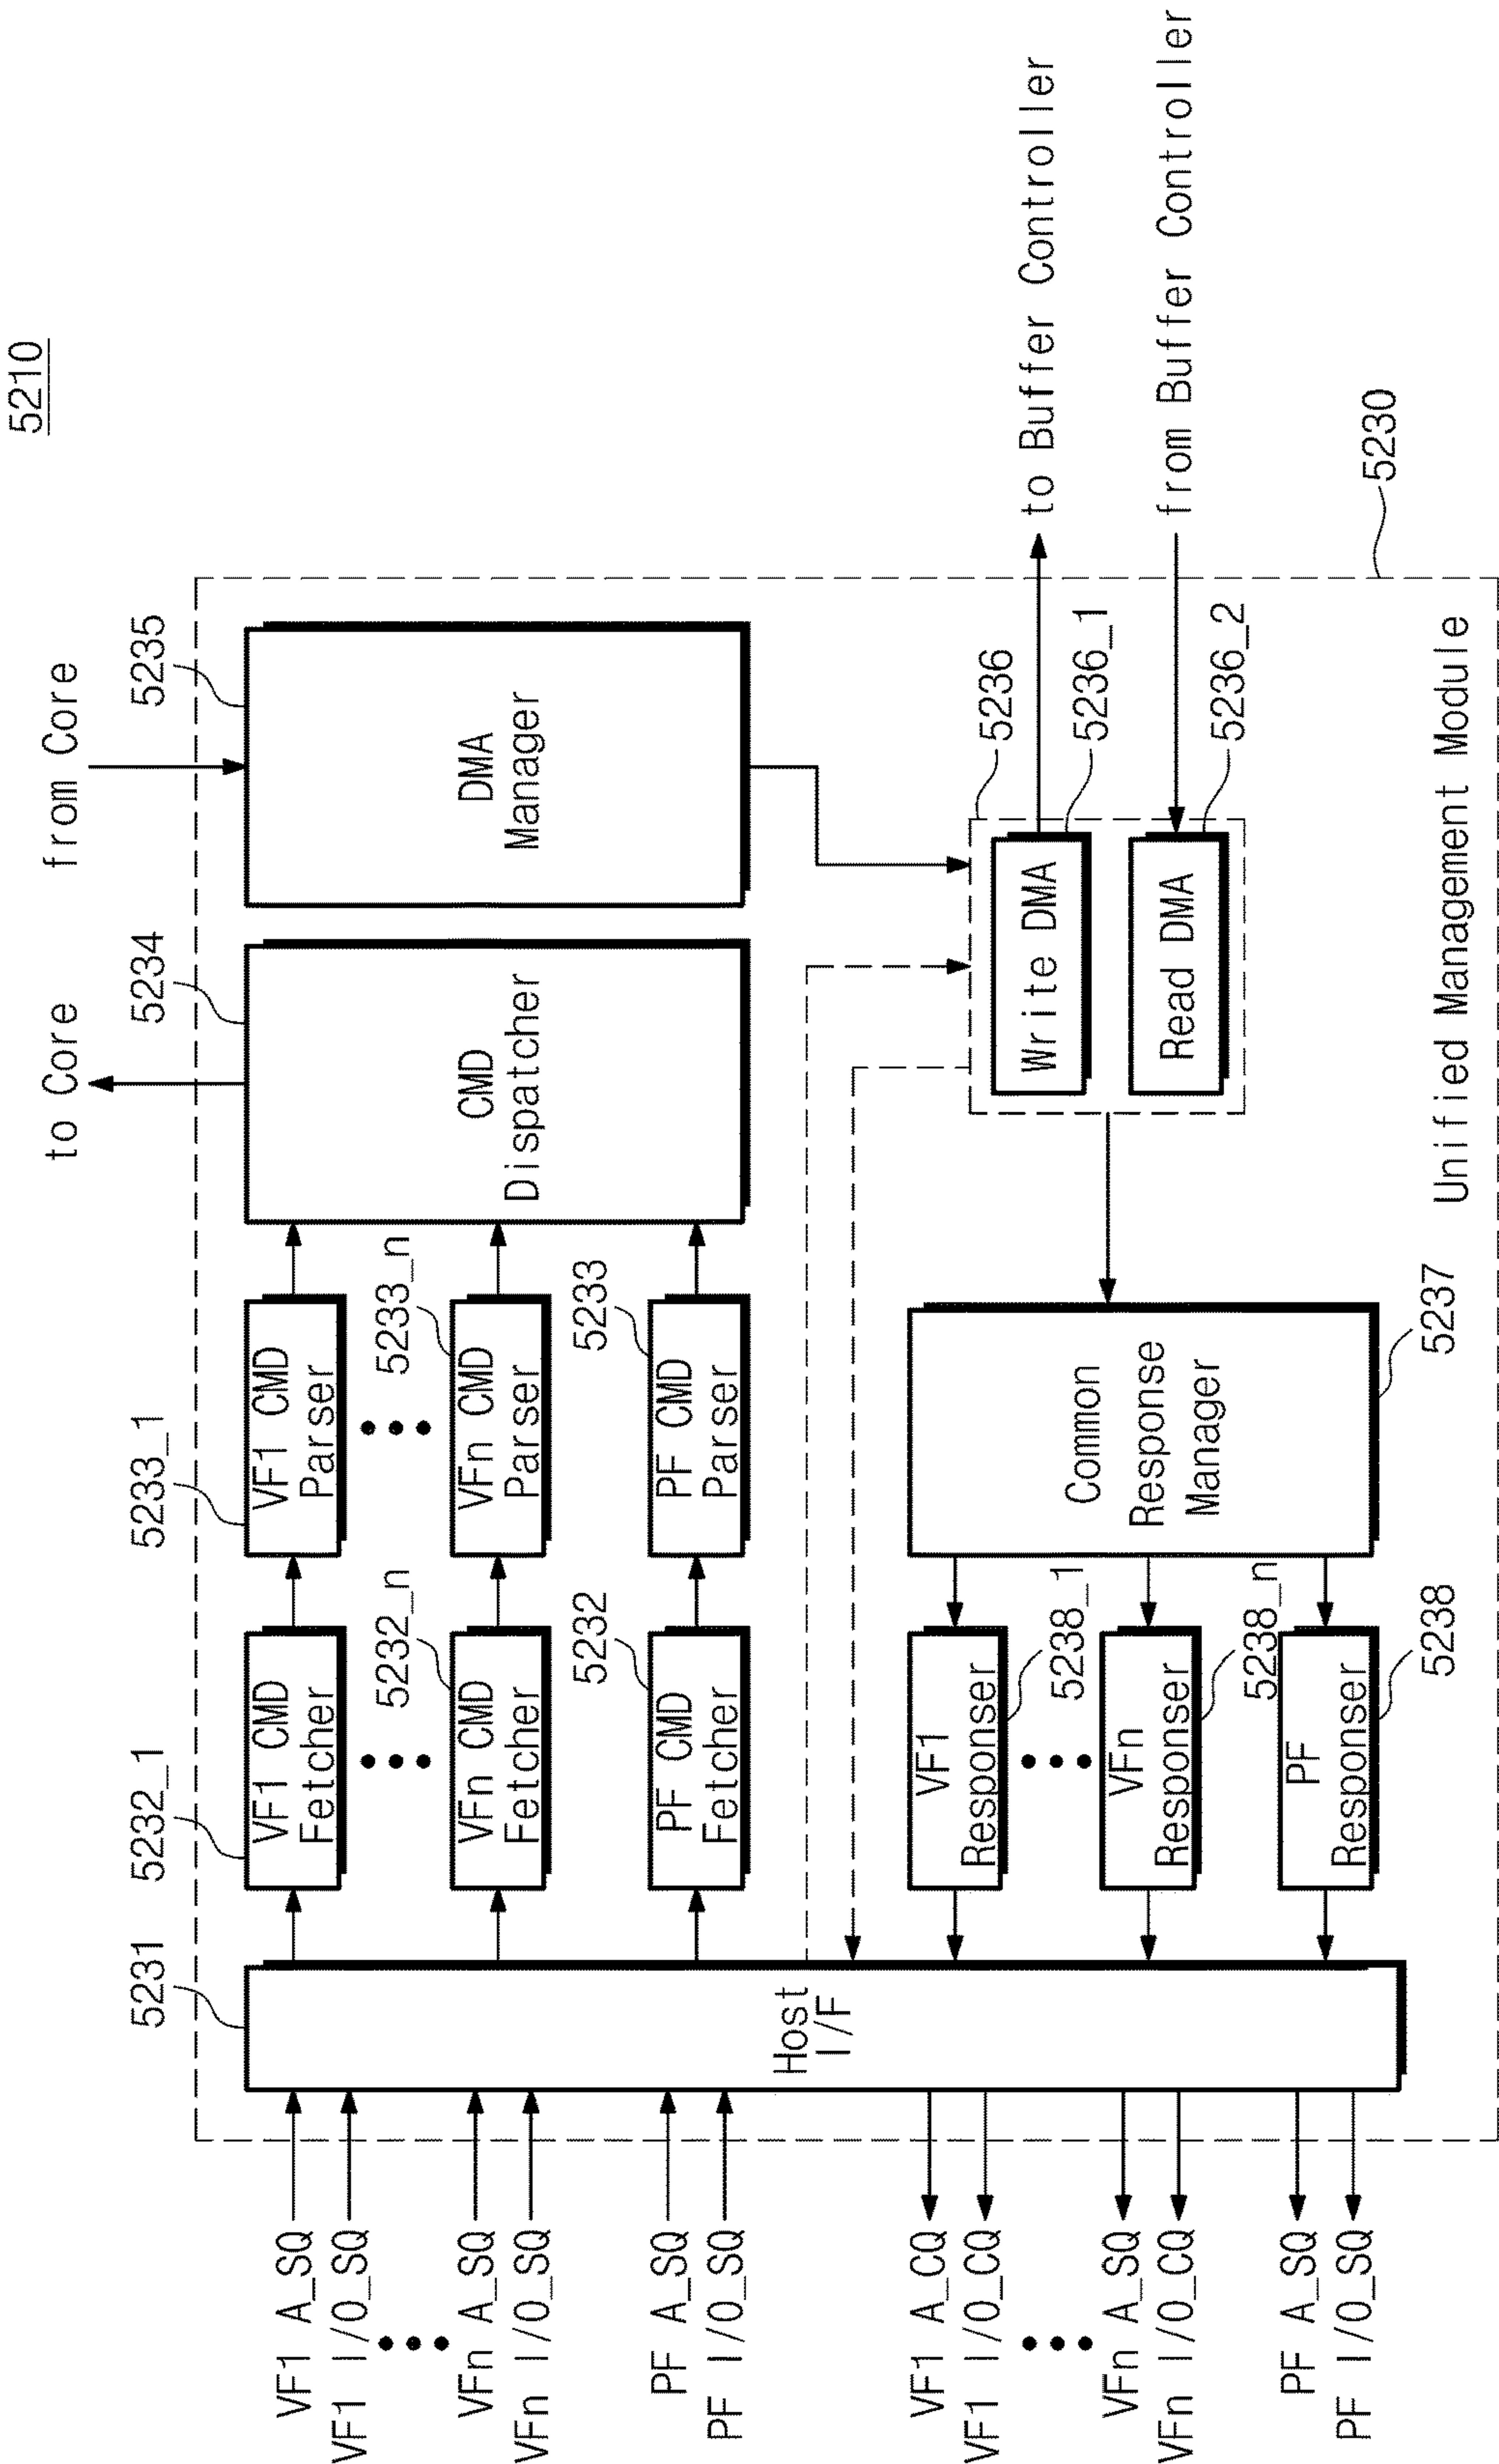 5210
to Core
from Core
5231
5232_1
5233_1
5234
5235
VF1 A_SQ
VF1 I/O_SQ
VF1 CMD
Fetcher
VF1 CMD
Parser
5232_n
5233_n
VFn A_SQ
VFn I/O_SQ
VFn CMD
Fetcher
VFn CMD
Parser
CMD
Dispatcher
DMA
Manager
5232
5233
PF A_SQ
PF I/O_SQ
PF CMD
Fetcher
PF CMD
Parser
Host
I/F
5236
VF1 A_CQ
VF1 I/O_CQ
VF1
Responser
5238_1
Write DMA
5236_1
to Buffer Controller
Common
Response
Manager
VFn A_SQ
VFn I/O_CQ
VFn
Responser
5238_n
Read DMA
5236_2
from Buffer Controller
PF A_SQ
PF I/O_SQ
PF
Responser
5238
5237
5230
Unified Management Module